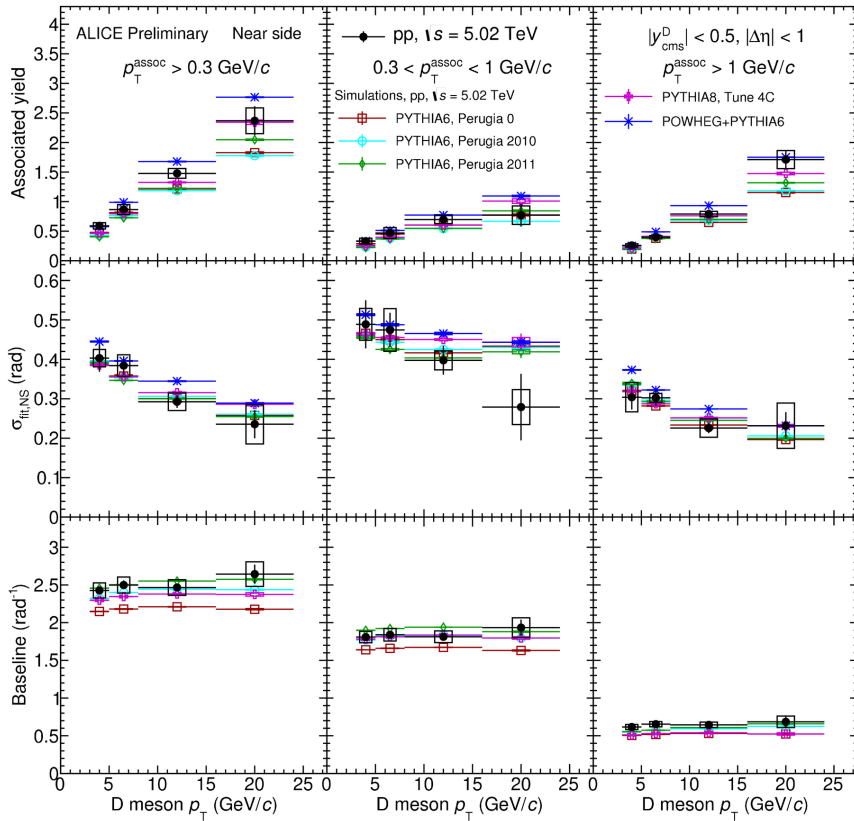 ALICE Preliminary Near side
p_T^assoc > 0.3 GeV/c
pp, √s = 5.02 TeV
0.3 < p_T^assoc < 1 GeV/c
|y_cms^D| < 0.5, |Δη| < 1
p_T^assoc > 1 GeV/c
Simulations, pp, √s = 5.02 TeV
PYTHIA6, Perugia 0
PYTHIA6, Perugia 2010
PYTHIA6, Perugia 2011
PYTHIA8, Tune 4C
POWHEG+PYTHIA6
Associated yield
4
3.5
3
2.5
2
1.5
1
0.5
0
σ_fit,NS (rad)
0.6
0.5
0.4
0.3
0.2
0.1
0
Baseline (rad⁻¹)
3
2.5
2
1.5
1
0.5
0
0 5 10 15 20 25
0 5 10 15 20 25
0 5 10 15 20 25
D meson p_T (GeV/c)
D meson p_T (GeV/c)
D meson p_T (GeV/c)